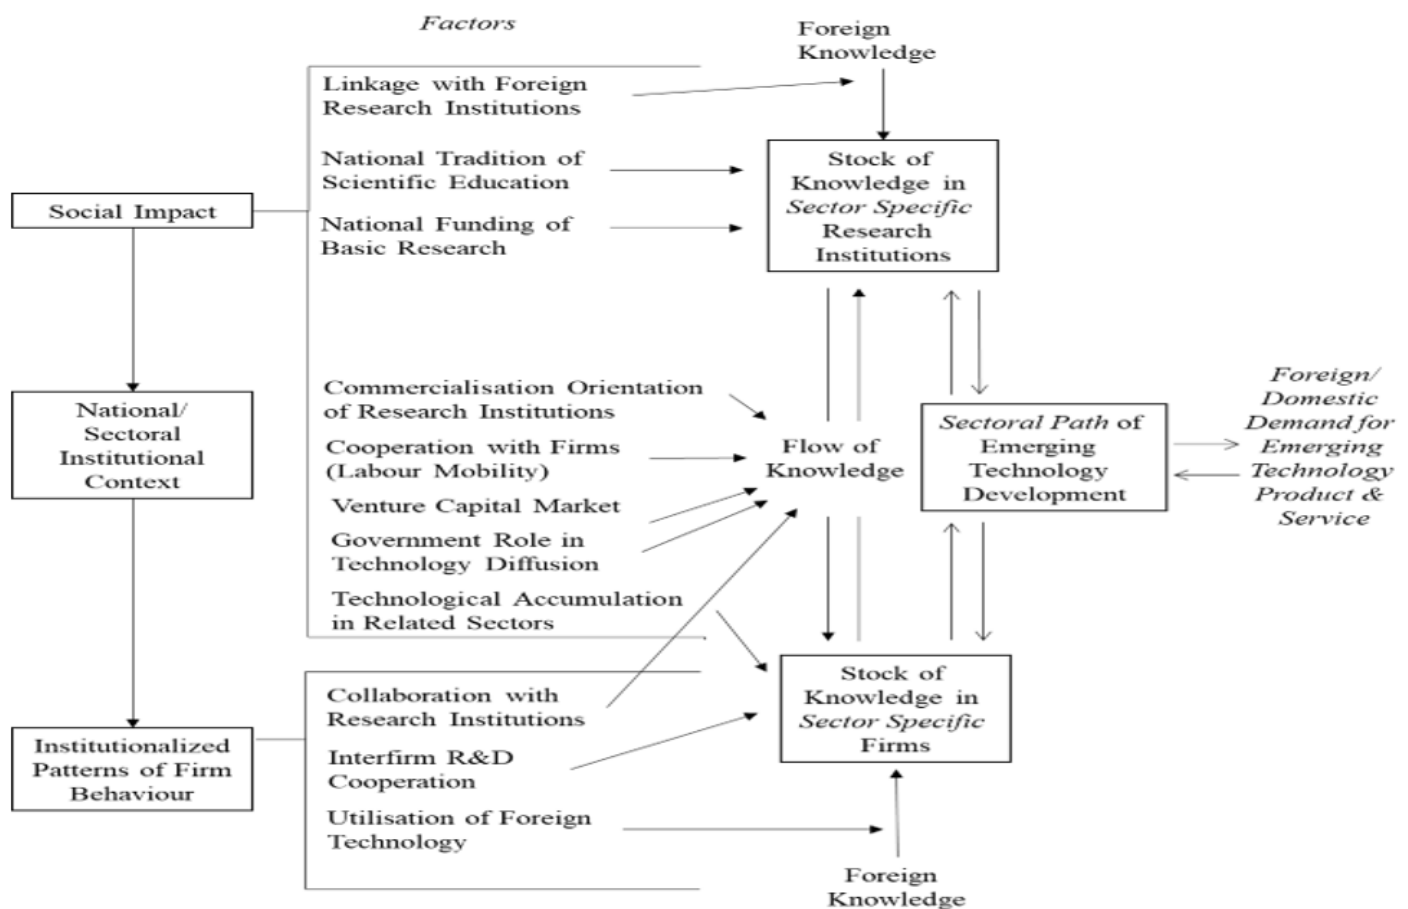 Factors
Foreign
Knowledge
Linkage with Foreign
Research Institutions
National Tradition of
Scientific Education
National Funding of
Basic Research
Stock of
Knowledge in
Sector Specific
Research
Institutions
Social Impact
National/
Sectoral
Institutional
Context
Institutionalized
Patterns of Firm
Behaviour
Commercialisation Orientation
of Research Institutions
Cooperation with Firms
(Labour Mobility)
Venture Capital Market
Government Role in
Technology Diffusion
Technological Accumulation
in Related Sectors
Flow of
Knowledge
Sectoral Path of
Emerging
Technology
Development
Foreign/
Domestic
Demand for
Emerging
Technology
Product &
Service
Collaboration with
Research Institutions
Interfirm R&D
Cooperation
Utilisation of Foreign
Technology
Stock of
Knowledge in
Sector Specific
Firms
Foreign
Knowledge